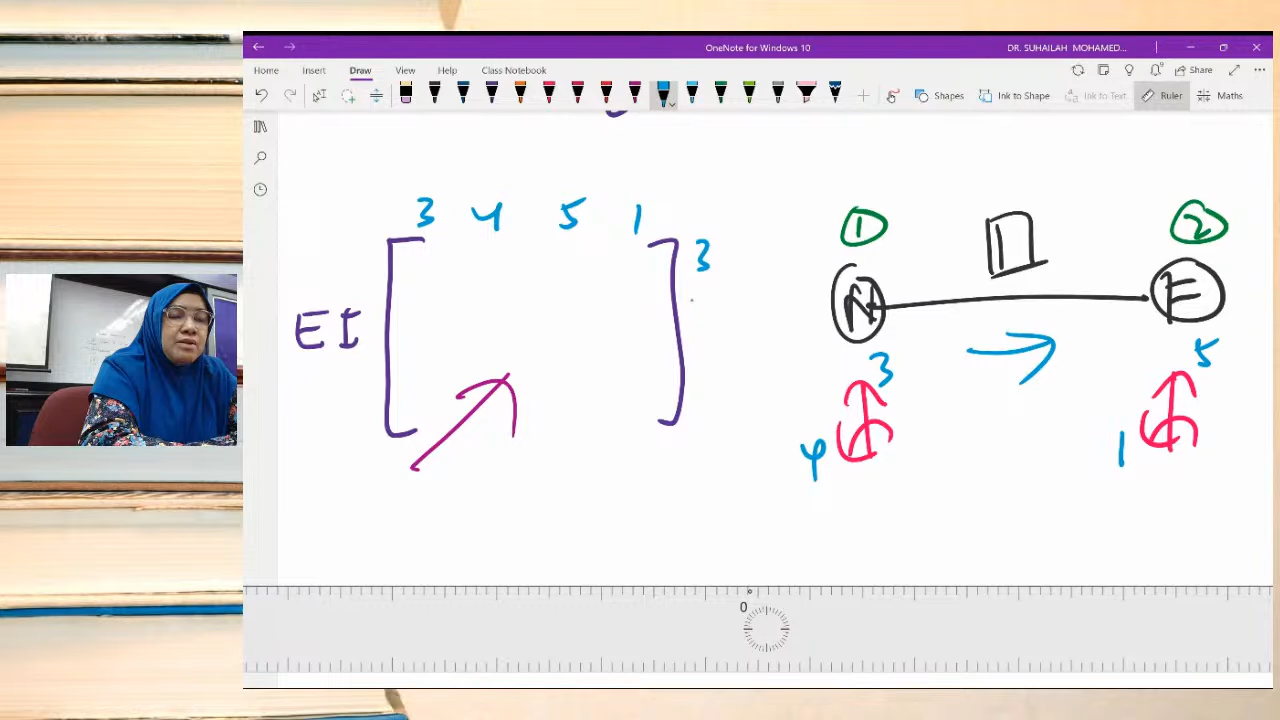 OneNote for Windows 10
DR. SUHAILAH MOHAMED...
Home Insert Draw View Help Class Notebook
Share
Shapes Ink to Shape Ink to Text Ruler Maths
3 4 5 1
3
EI
1 2
N F
3 5
4 1
0